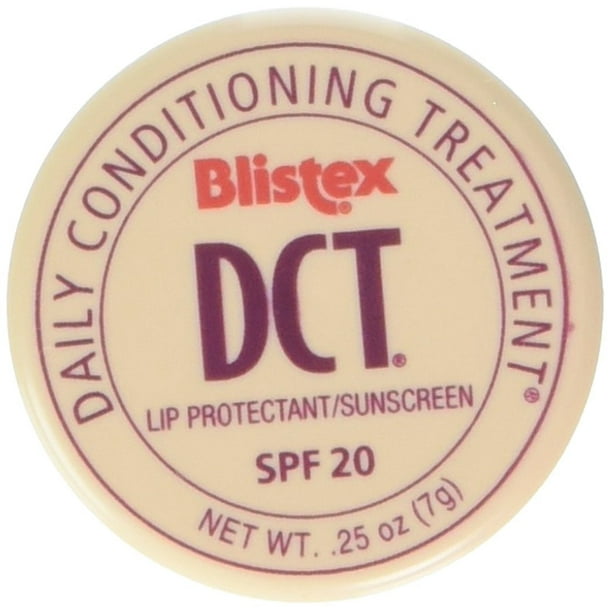 DAILY CONDITIONING TREATMENT®
Blistex®
DCT®
LIP PROTECTANT/SUNSCREEN
SPF 20
NET WT. .25 oz (7g)